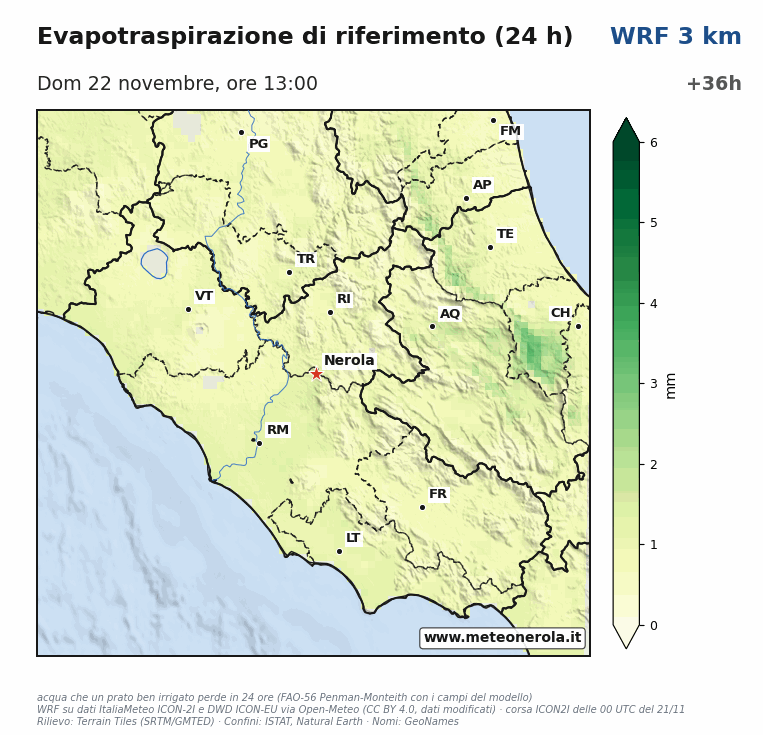 Evapotraspirazione di riferimento (24 h) WRF 3 km
Dom 22 novembre, ore 13:00 +36h
FM
PG
AP
TE
TR
RI
VT
AQ
CH
Nerola
RM
FR
LT
www.meteonerola.it
6
5
4
3
2
1
0
mm
acqua che un prato ben irrigato perde in 24 ore (FAO-56 Penman-Monteith con i campi del modello)
WRF su dati ItaliaMeteo ICON-2I e DWD ICON-EU via Open-Meteo (CC BY 4.0, dati modificati) · corsa ICON2I delle 00 UTC del 21/11
Rilievo: Terrain Tiles (SRTM/GMTED) · Confini: ISTAT, Natural Earth · Nomi: GeoNames